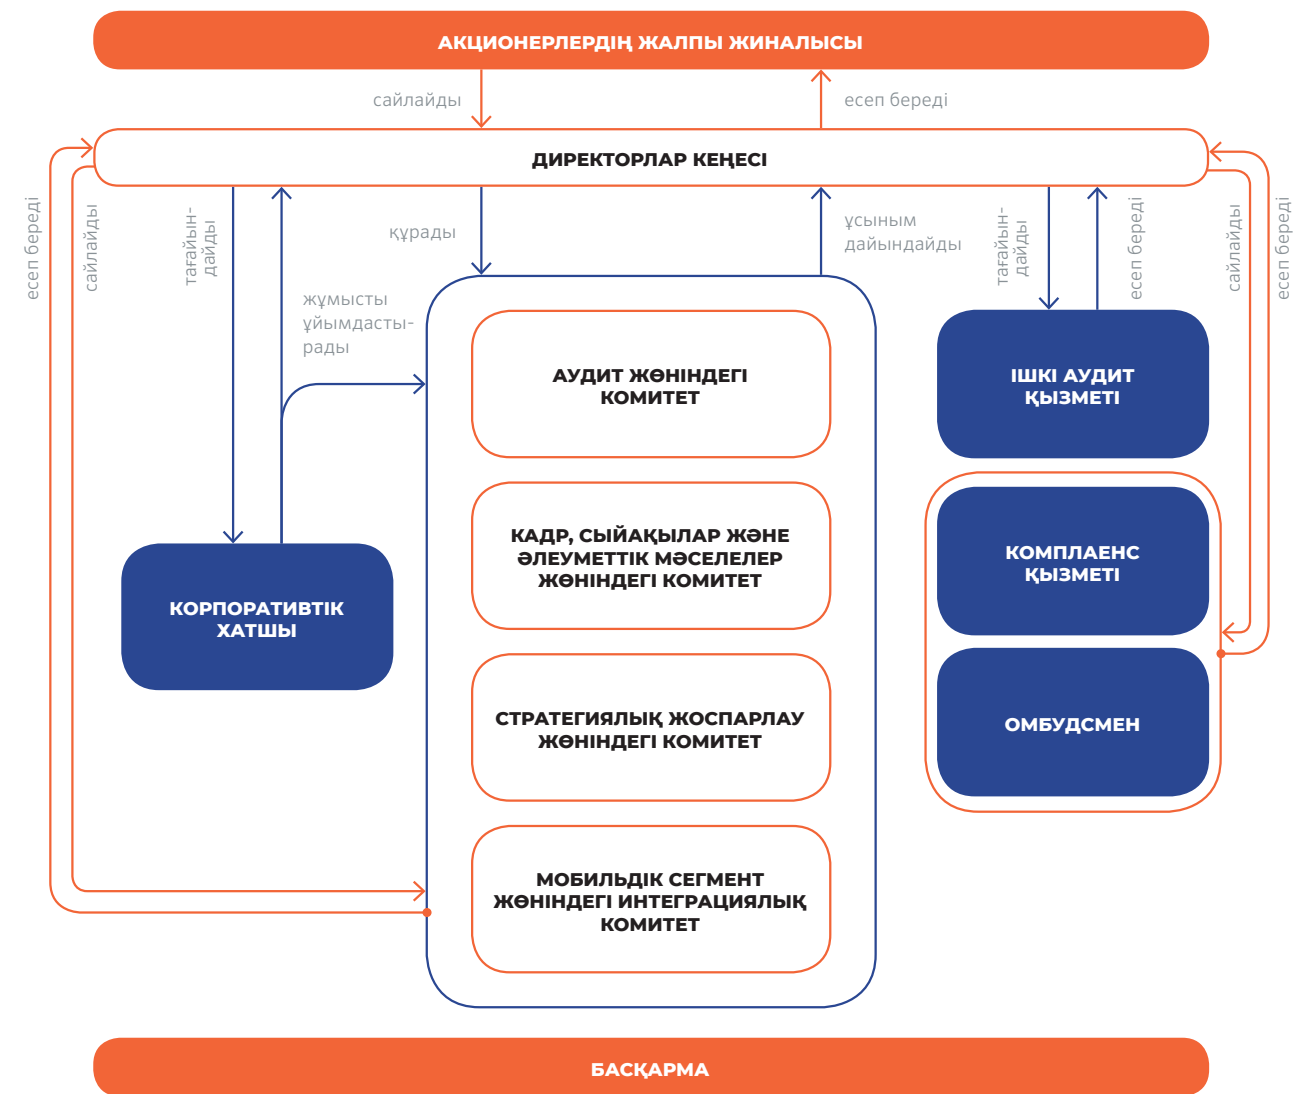 АКЦИОНЕРЛЕРДІҢ ЖАЛПЫ ЖИНАЛЫСЫ
сайлайды
есеп береді
ДИРЕКТОРЛАР КЕҢЕСІ
есеп береді
сайлайды
тағайын-
дайды
құрады
ұсыным
дайындайды
тағайын-
дайды
есеп береді
сайлайды
есеп береді
жұмысты
ұйымдасты-
рады
АУДИТ ЖӨНІНДЕГІ
КОМИТЕТ
ІШКІ АУДИТ
ҚЫЗМЕТІ
КАДР, СЫЙАҚЫЛАР ЖӘНЕ
ӘЛЕУМЕТТІК МӘСЕЛЕЛЕР
ЖӨНІНДЕГІ КОМИТЕТ
КОМПЛАЕНС
ҚЫЗМЕТІ
КОРПОРАТИВТІК
ХАТШЫ
СТРАТЕГИЯЛЫҚ ЖОСПАРЛАУ
ЖӨНІНДЕГІ КОМИТЕТ
ОМБУДСМЕН
МОБИЛЬДІК СЕГМЕНТ
ЖӨНІНДЕГІ ИНТЕГРАЦИЯЛЫҚ
КОМИТЕТ
БАСҚАРМА